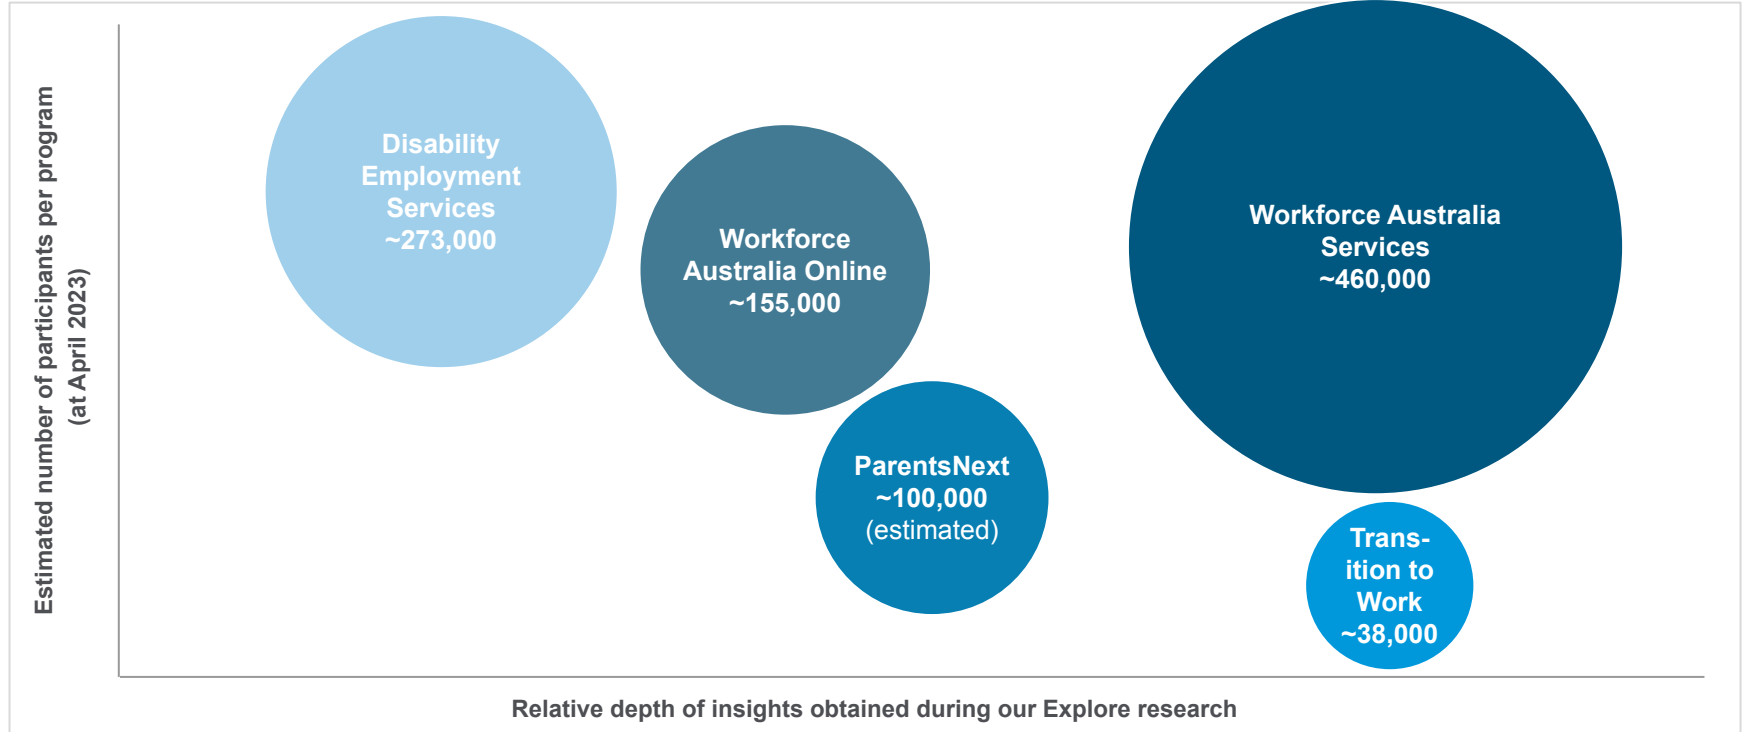 Estimated number of participants per program
(at April 2023)
Disability
Employment
Services
~273,000
Workforce
Australia Online
~155,000
ParentsNext
~100,000
(estimated)
Workforce Australia
Services
~460,000
Trans-
ition to
Work
~38,000
Relative depth of insights obtained during our Explore research